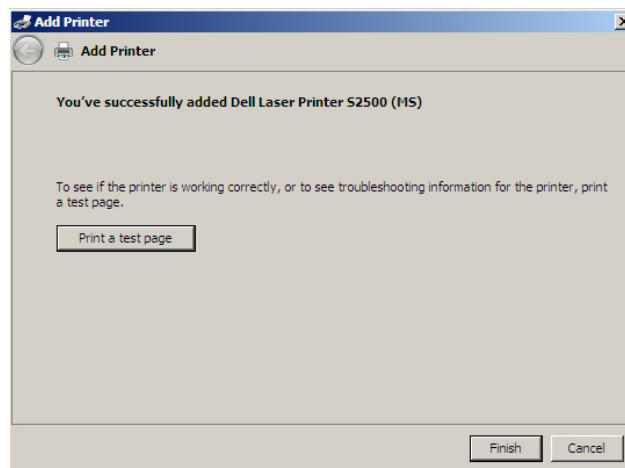 Add Printer
Add Printer
You've successfully added Dell Laser Printer S2500 (MS)
To see if the printer is working correctly, or to see troubleshooting information for the printer, print
a test page.
Print a test page
Finish
Cancel